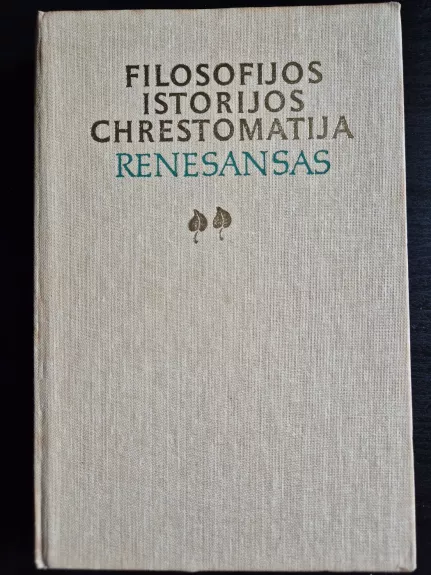 FILOSOFIJOS
ISTORIJOS
CHRESTOMATIJA
RENESANSAS